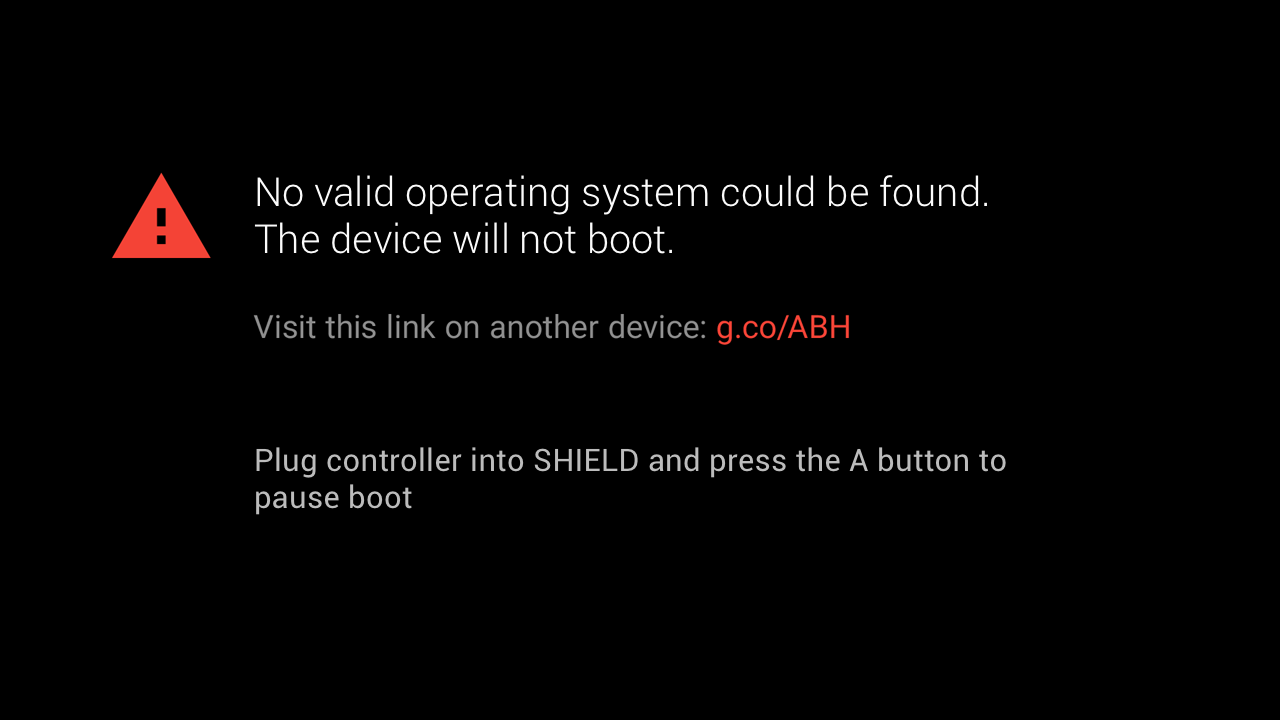 No valid operating system could be found.
The device will not boot.
Visit this link on another device: g.co/ABH
Plug controller into SHIELD and press the A button to
pause boot